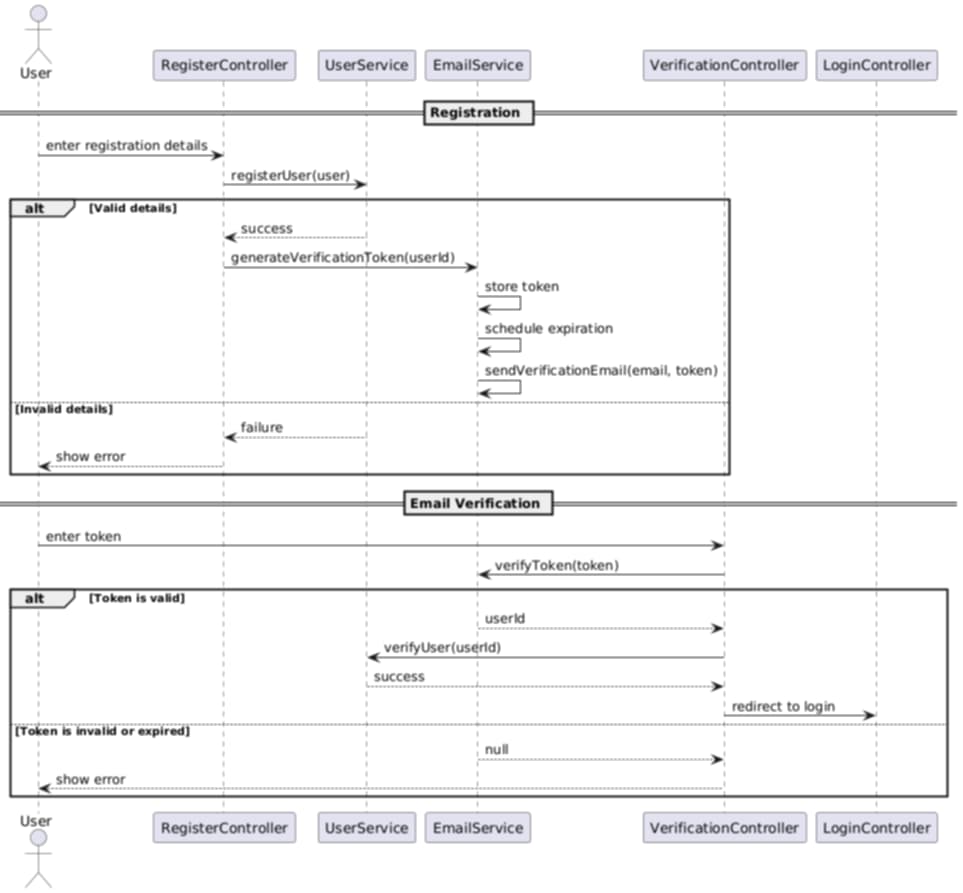 User
RegisterController
UserService
EmailService
VerificationController
LoginController
Registration
enter registration details
registerUser(user)
alt [Valid details]
success
generateVerificationToken(userId)
store token
schedule expiration
sendVerificationEmail(email, token)
[Invalid details]
failure
show error
Email Verification
enter token
verifyToken(token)
alt [Token is valid]
userId
verifyUser(userId)
success
redirect to login
[Token is invalid or expired]
null
show error
User
RegisterController
UserService
EmailService
VerificationController
LoginController